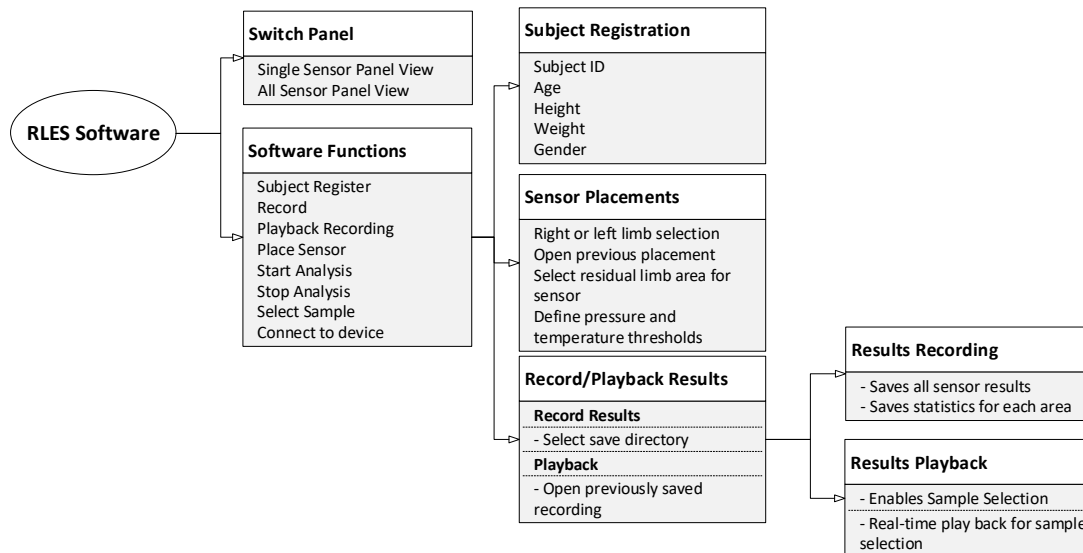 RLES Software
Switch Panel
Single Sensor Panel View
All Sensor Panel View
Software Functions
Subject Register
Record
Playback Recording
Place Sensor
Start Analysis
Stop Analysis
Select Sample
Connect to device
Subject Registration
Subject ID
Age
Height
Weight
Gender
Sensor Placements
Right or left limb selection
Open previous placement
Select residual limb area for
sensor
Define pressure and
temperature thresholds
Record/Playback Results
Record Results
- Select save directory
Playback
- Open previously saved
recording
Results Recording
- Saves all sensor results
- Saves statistics for each area
Results Playback
- Enables Sample Selection
- Real-time play back for sample
selection